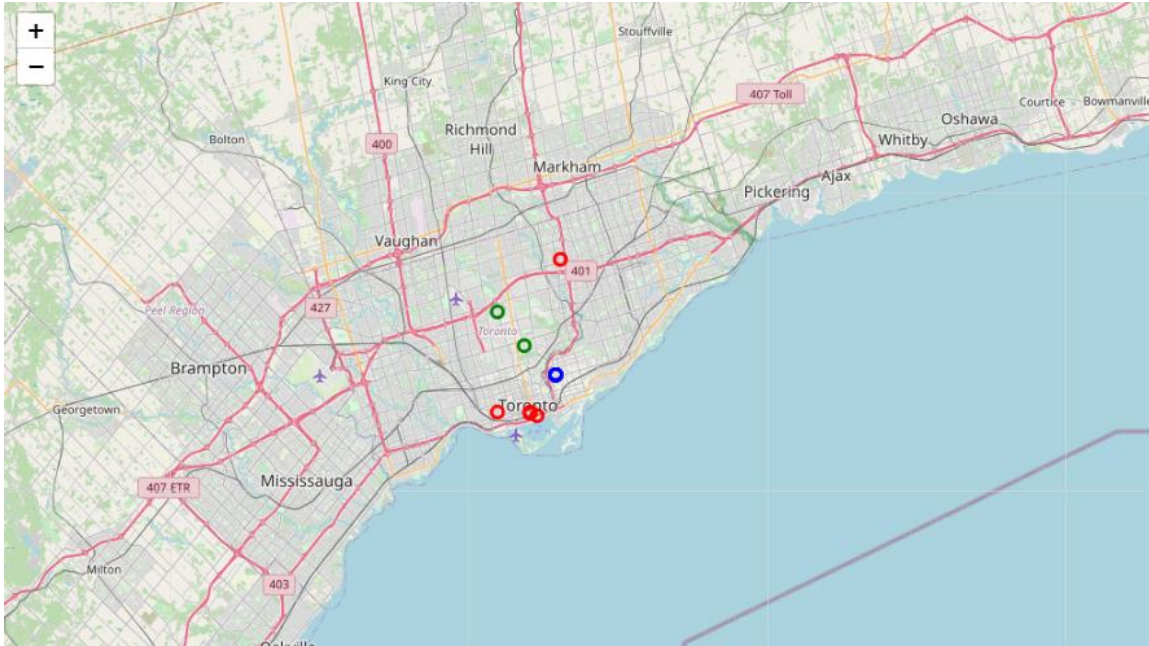 +
−
Stouffville
King City
407 Toll
Courtice
Bowmanville
Oshawa
Richmond
Hill
Bolton
400
Whitby
Markham
Ajax
Pickering
Vaughan
401
Peel Region
427
Toronto
Brampton
Georgetown
Toronto
Mississauga
407 ETR
Milton
403
Oakville